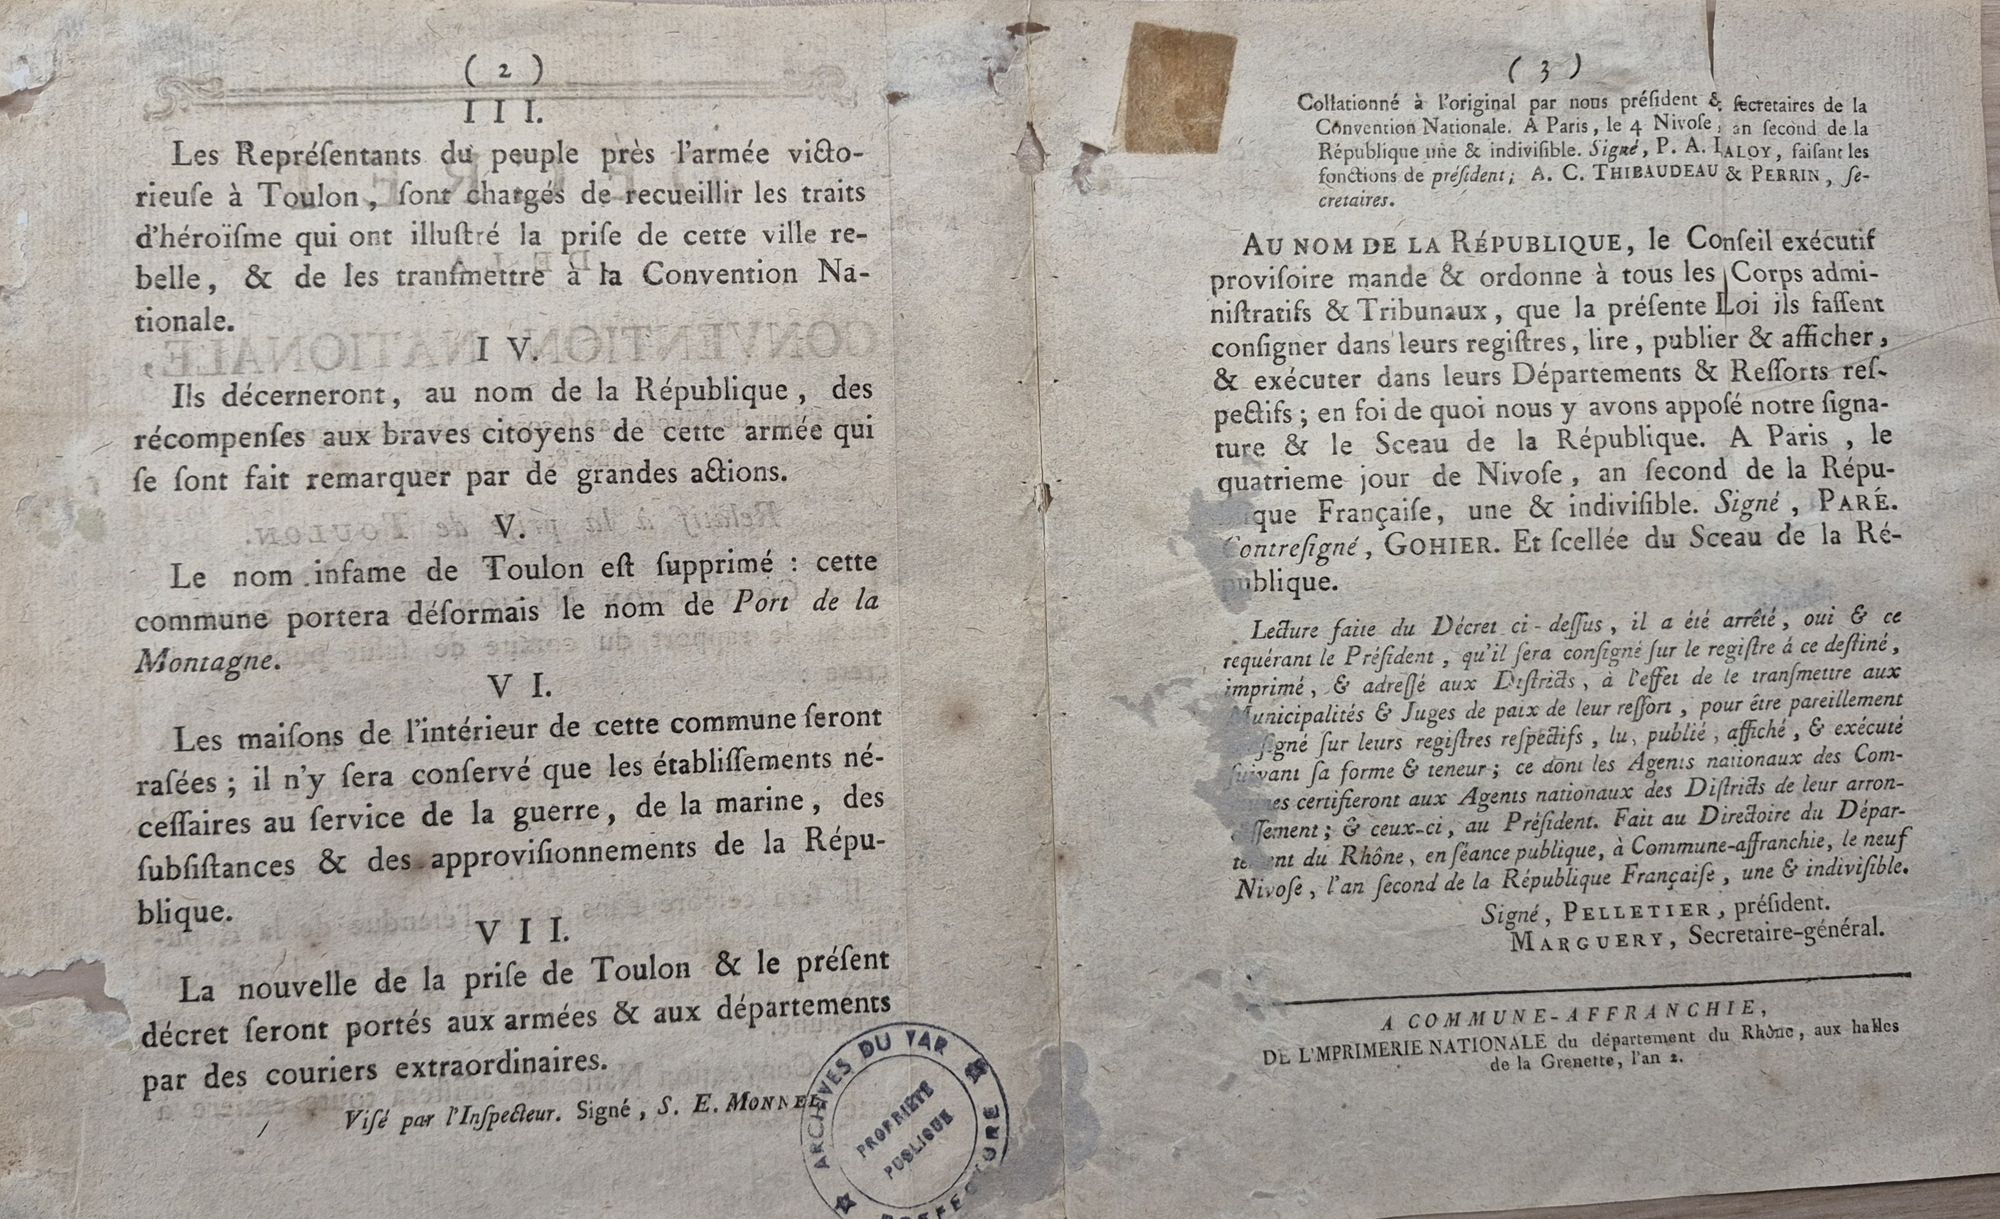 ( 2 )
I I I.
Les Repréſentants du peuple près l'armée victo-
rieuſe à Toulon, ſont chargés de recueillir les traits
d'héroïſme qui ont illuſtré la priſe de cette ville re-
belle, & de les tranſmettre à la Convention Na-
tionale.
I V.
Ils décerneront, au nom de la République, des
récompenſes aux braves citoyens de cette armée qui
ſe ſont fait remarquer par de grandes actions.
V.
Le nom infame de Toulon eſt ſupprimé : cette
commune portera déſormais le nom de Port de la
Montagne.
V I.
Les maiſons de l'intérieur de cette commune ſeront
raſées ; il n'y ſera conſervé que les établiſſements né-
ceſſaires au ſervice de la guerre, de la marine, des
ſubſiſtances & des approviſionnements de la Répu-
blique.
V I I.
La nouvelle de la priſe de Toulon & le préſent
décret ſeront portés aux armées & aux départements
par des couriers extraordinaires.
Viſé par l'Inſpecteur. Signé, S. E. MONNEL
ARCHIVES DU VAR
PROPRIÉTÉ
PUBLIQUE
PREFECTURE
( 3 )
Collationné à l'original par nous préſident & ſecretaires de la
Convention Nationale. A Paris, le 4 Nivoſe, an ſecond de la
République une & indiviſible. Signé, P. A. LALOY, faiſant les
fonctions de préſident; A. C. THIBAUDEAU & PERRIN, ſe-
cretaires.
AU NOM DE LA RÉPUBLIQUE, le Conſeil exécutif
proviſoire mande & ordonne à tous les Corps admi-
niſtratifs & Tribunaux, que la préſente Loi ils faſſent
conſigner dans leurs regiſtres, lire, publier & afficher,
& exécuter dans leurs Départements & Reſſorts reſ-
pectifs; en foi de quoi nous y avons appoſé notre ſigna-
ture & le Sceau de la République. A Paris, le
quatrieme jour de Nivoſe, an ſecond de la Répu-
blique Françaiſe, une & indiviſible. Signé, PARÉ.
Contreſigné, GOHIER. Et ſcellée du Sceau de la Ré-
publique.
Lecture faite du Décret ci-deſſus, il a été arrêté, oui & ce
requérant le Préſident, qu'il ſera conſigné ſur le regiſtre à ce deſtiné,
imprimé, & adreſſé aux Diſtricts, à l'effet de le tranſmettre aux
Municipalités & Juges de paix de leur reſſort, pour être pareillement
conſigné ſur leurs regiſtres reſpectifs, lu, publié, affiché, & exécuté
ſuivant ſa forme & teneur; ce dont les Agents nationaux des Com-
munes certifieront aux Agents nationaux des Diſtricts de leur arron-
diſſement; & ceux-ci, au Préſident. Fait au Directoire du Dépar-
tement du Rhône, en ſéance publique, à Commune-affranchie, le neuf
Nivoſe, l'an ſecond de la République Françaiſe, une & indiviſible.
Signé, PELLETIER, préſident.
MARGUERY, Secretaire-général.
A COMMUNE-AFFRANCHIE,
DE L'MPRIMERIE NATIONALE du département du Rhône, aux halles
de la Grenette, l'an 2.